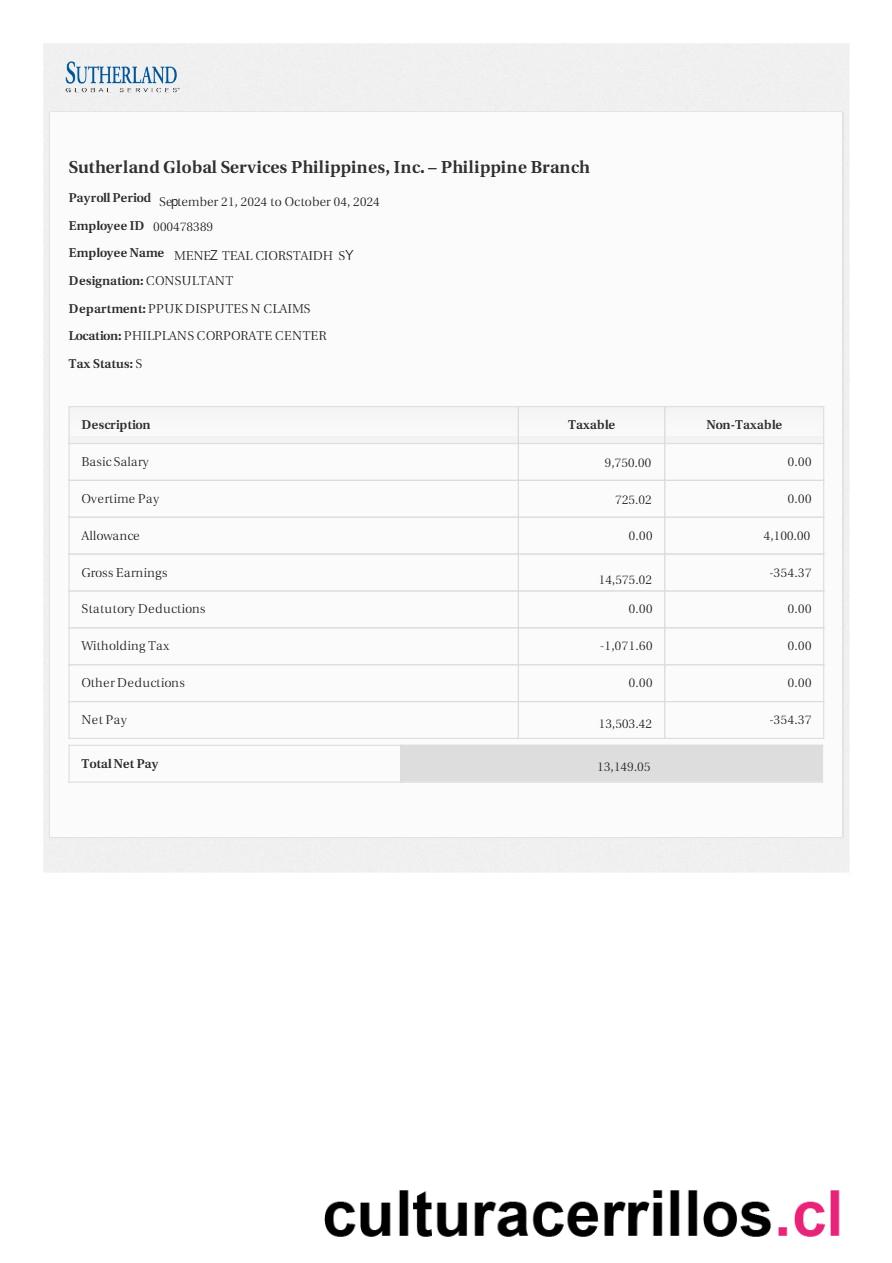 SUTHERLAND
GLOBAL SERVICES
Sutherland Global Services Philippines, Inc. – Philippine Branch
Payroll Period September 21, 2024 to October 04, 2024
Employee ID 000478389
Employee Name MENEZ TEAL CIORSTAIDH SY
Designation: CONSULTANT
Department: PPUK DISPUTES N CLAIMS
Location: PHILPLANS CORPORATE CENTER
Tax Status: S
Description Taxable Non-Taxable
Basic Salary 9,750.00 0.00
Overtime Pay 725.02 0.00
Allowance 0.00 4,100.00
Gross Earnings 14,575.02 -354.37
Statutory Deductions 0.00 0.00
Witholding Tax -1,071.60 0.00
Other Deductions 0.00 0.00
Net Pay 13,503.42 -354.37
Total Net Pay 13,149.05
culturacerrillos.cl